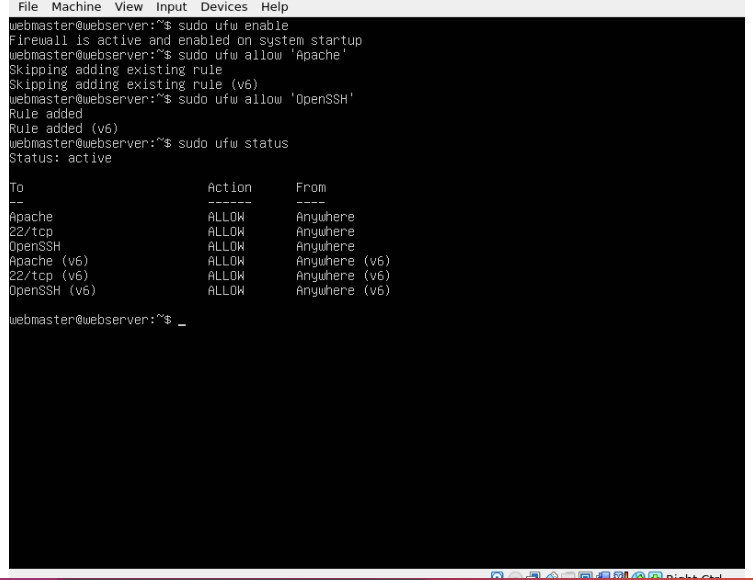 File Machine View Input Devices Help
webmaster@webserver:~$ sudo ufw enable
Firewall is active and enabled on system startup
webmaster@webserver:~$ sudo ufw allow 'Apache'
Skipping adding existing rule
Skipping adding existing rule (v6)
webmaster@webserver:~$ sudo ufw allow 'OpenSSH'
Rule added
Rule added (v6)
webmaster@webserver:~$ sudo ufw status
Status: active
To Action From
-- ------ ----
Apache ALLOW Anywhere
22/tcp ALLOW Anywhere
OpenSSH ALLOW Anywhere
Apache (v6) ALLOW Anywhere (v6)
22/tcp (v6) ALLOW Anywhere (v6)
OpenSSH (v6) ALLOW Anywhere (v6)
webmaster@webserver:~$ _
Right Ctrl